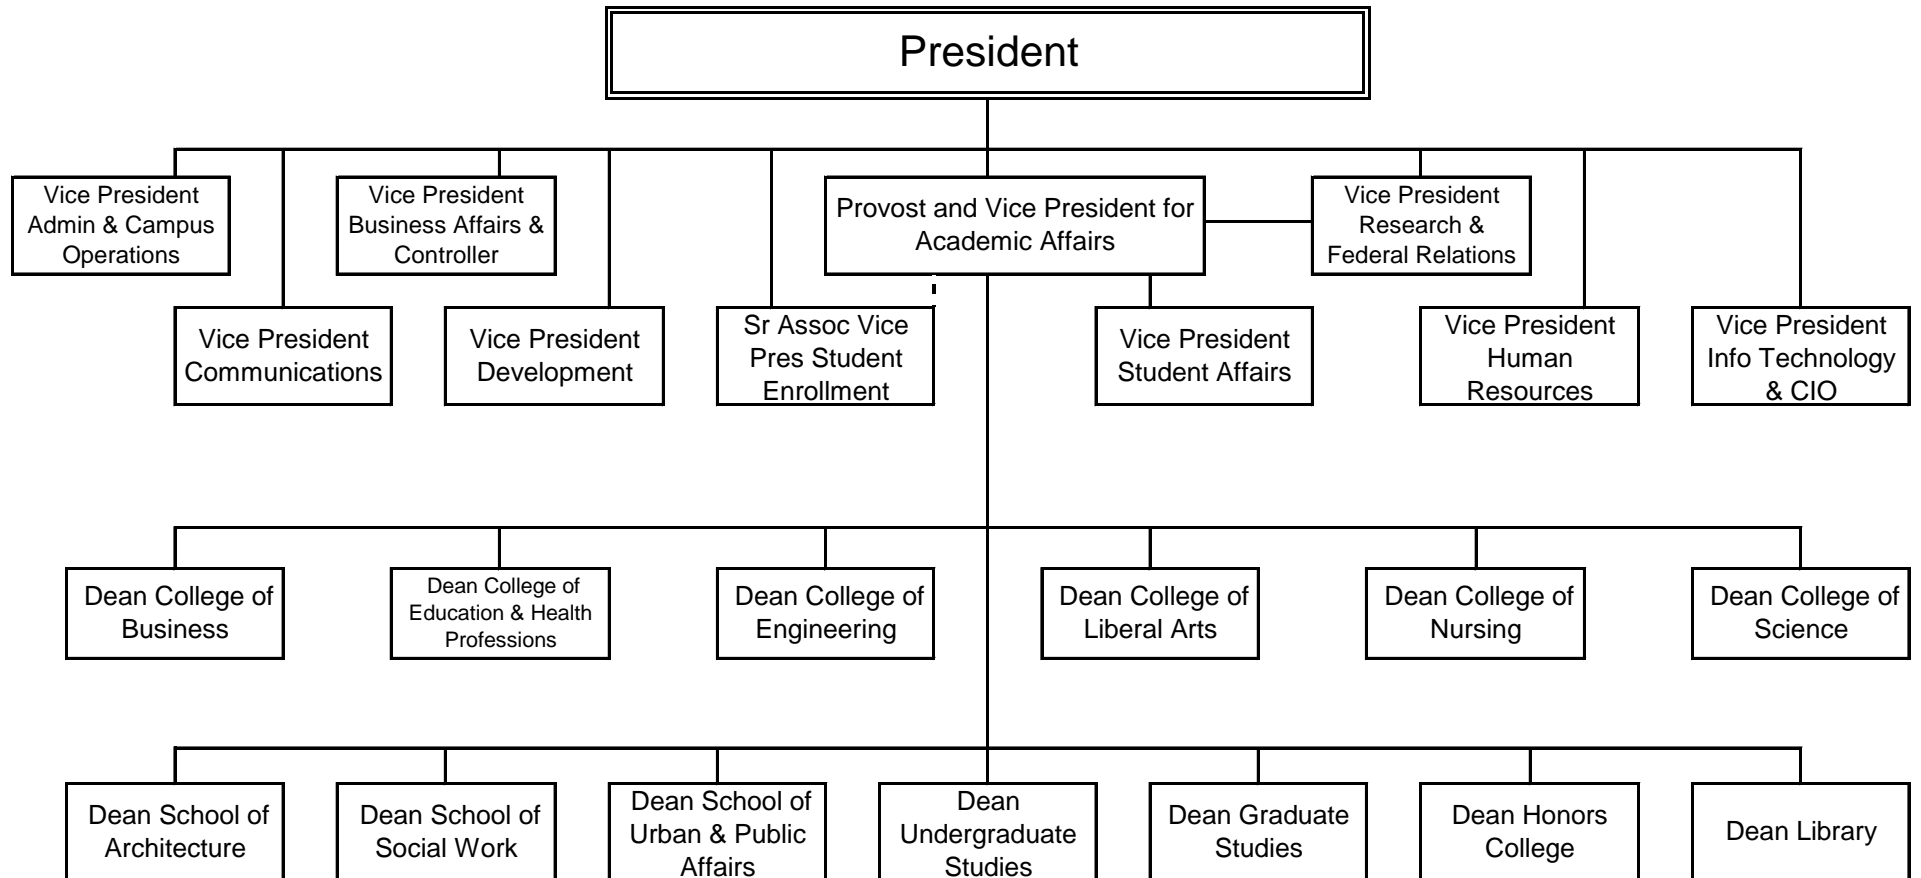 President
Vice President
Admin & Campus
Operations
Vice President
Business Affairs &
Controller
Provost and Vice President for
Academic Affairs
Vice President
Research &
Federal Relations
Vice President
Communications
Vice President
Development
Sr Assoc Vice
Pres Student
Enrollment
Vice President
Student Affairs
Vice President
Human
Resources
Vice President
Info Technology
& CIO
Dean College of
Business
Dean College of
Education & Health
Professions
Dean College of
Engineering
Dean College of
Liberal Arts
Dean College of
Nursing
Dean College of
Science
Dean School of
Architecture
Dean School of
Social Work
Dean School of
Urban & Public
Affairs
Dean
Undergraduate
Studies
Dean Graduate
Studies
Dean Honors
College
Dean Library